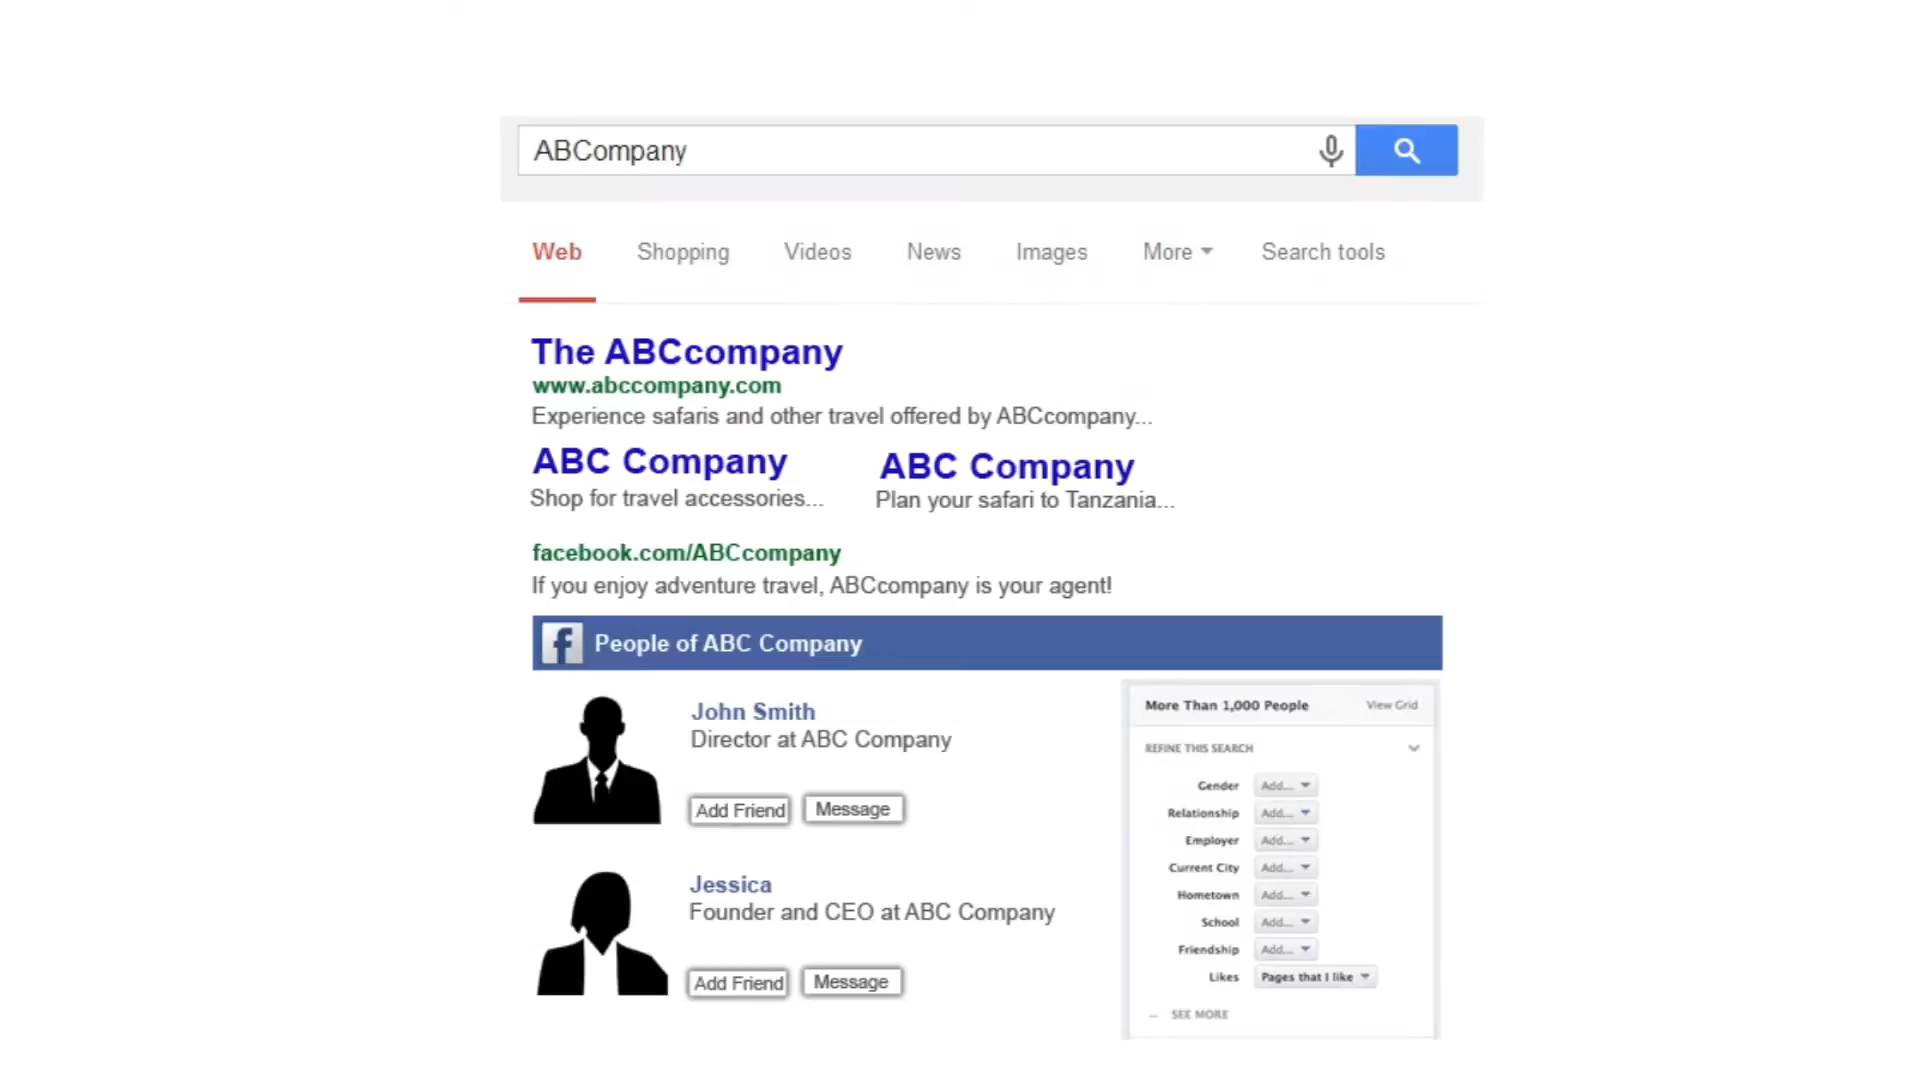 ABCompany
Web Shopping Videos News Images More Search tools
The ABCcompany
www.abccompany.com
Experience safaris and other travel offered by ABCcompany...
ABC Company
Shop for travel accessories...
ABC Company
Plan your safari to Tanzania...
facebook.com/ABCcompany
If you enjoy adventure travel, ABCcompany is your agent!
f People of ABC Company
John Smith
Director at ABC Company
Add Friend Message
Jessica
Founder and CEO at ABC Company
Add Friend Message
More Than 1,000 People View Grid
REFINE THIS SEARCH
Gender Add...
Relationship Add...
Employer Add...
Current City Add...
Hometown Add...
School Add...
Friendship Add...
Likes Pages that I like
SEE MORE